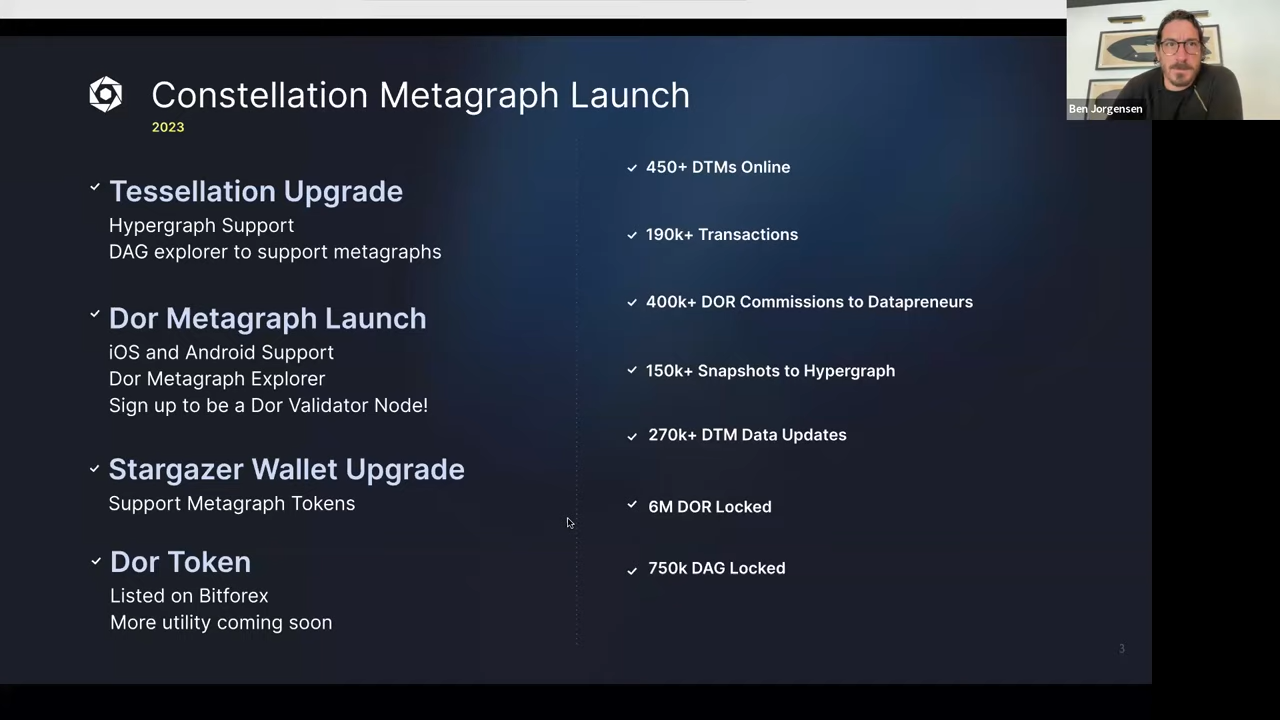 Constellation Metagraph Launch
2023
Tessellation Upgrade
Hypergraph Support
DAG explorer to support metagraphs
Dor Metagraph Launch
iOS and Android Support
Dor Metagraph Explorer
Sign up to be a Dor Validator Node!
Stargazer Wallet Upgrade
Support Metagraph Tokens
Dor Token
Listed on Bitforex
More utility coming soon
450+ DTMs Online
190k+ Transactions
400k+ DOR Commissions to Datapreneurs
150k+ Snapshots to Hypergraph
270k+ DTM Data Updates
6M DOR Locked
750k DAG Locked
3
Ben Jorgensen